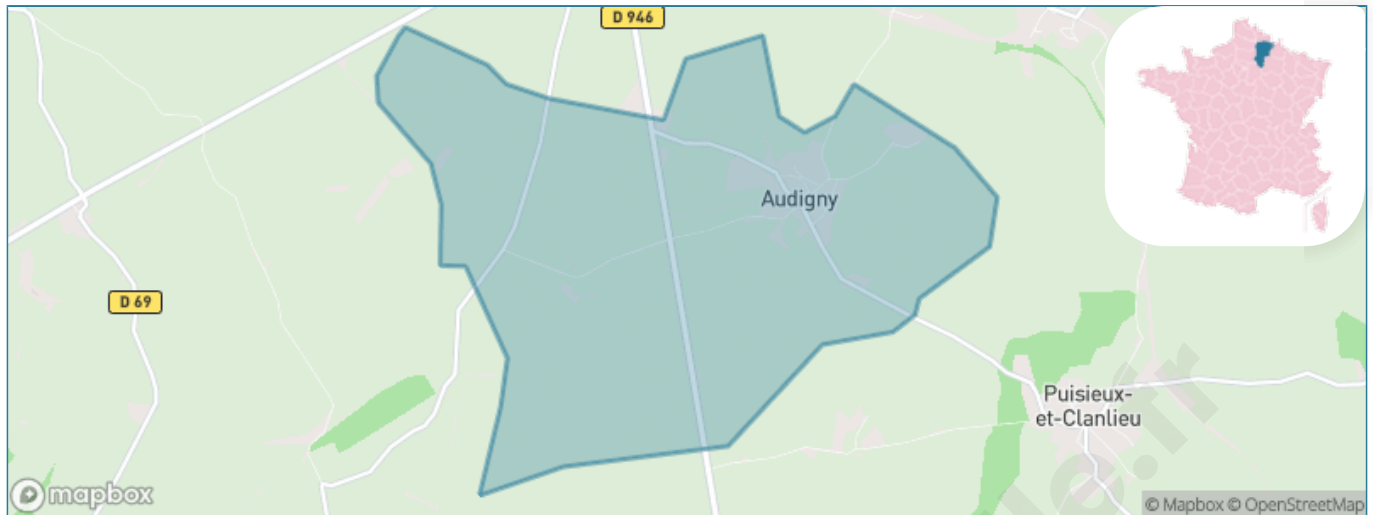 D 946
Audigny
D 69
Puisieux-
et-Clanlieu
mapbox
© Mapbox © OpenStreetMap